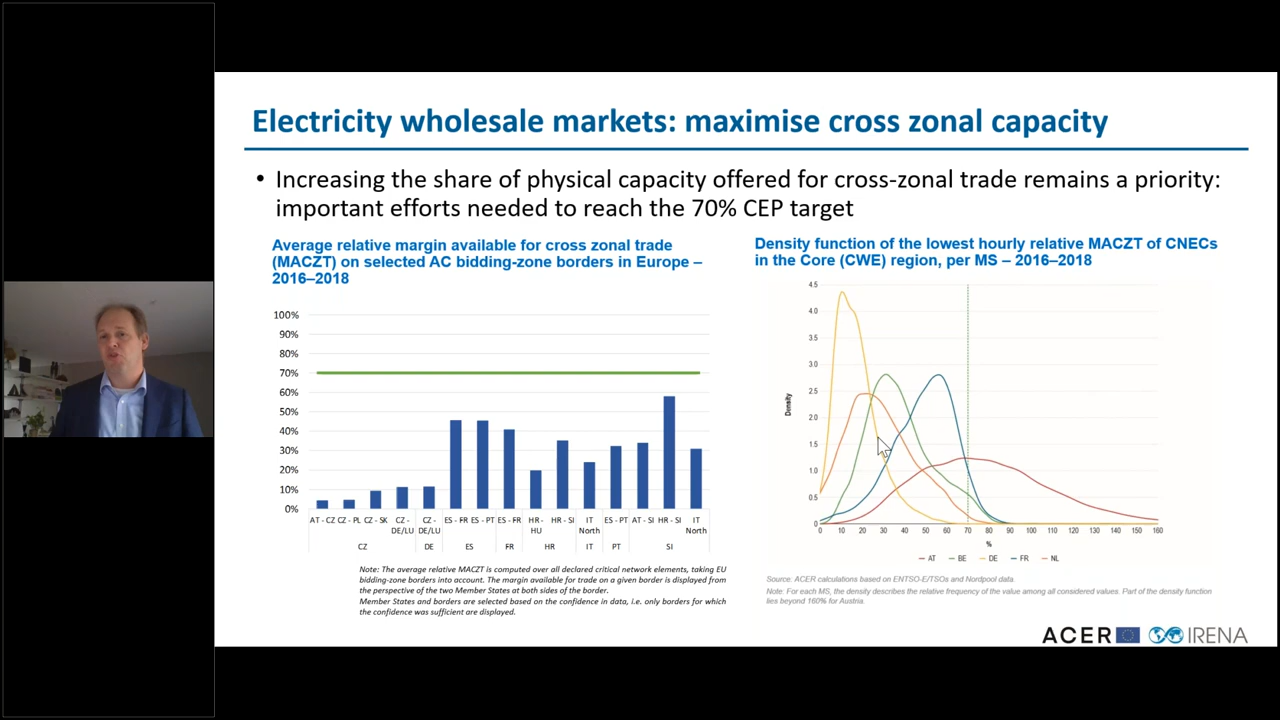 Electricity wholesale markets: maximise cross zonal capacity
• Increasing the share of physical capacity offered for cross-zonal trade remains a priority:
important efforts needed to reach the 70% CEP target
Average relative margin available for cross zonal trade
(MACZT) on selected AC bidding-zone borders in Europe –
2016–2018
100%
90%
80%
70%
60%
50%
40%
30%
20%
10%
0%
AT - CZ CZ - PL CZ - SK CZ - DE/LU CZ - DE/LU ES - FR ES - PT ES - FR HR - HU HR - SI IT North ES - PT AT - SI HR - SI IT North
CZ DE ES FR HR IT PT SI
Note: The average relative MACZT is computed over all declared critical network elements, taking EU
bidding-zone borders into account. The margin available for trade on a given border is displayed from
the perspective of the two Member States at both sides of the border.
Member States and borders are selected based on the confidence in data, i.e. only borders for which
the confidence was sufficient are displayed.
Density function of the lowest hourly relative MACZT of CNECs
in the Core (CWE) region, per MS – 2016–2018
4.5
4.0
3.5
3.0
2.5
2.0
1.5
1.0
0.5
0
Density
0 10 20 30 40 50 60 70 80 90 100 110 120 130 140 150 160
%
AT BE DE FR NL
Source: ACER calculations based on ENTSO-E/TSOs and Nordpool data.
Note: For each MS, the density describes the relative frequency of the value among all considered values. Part of the density function
lies beyond 160% for Austria.
ACER IRENA